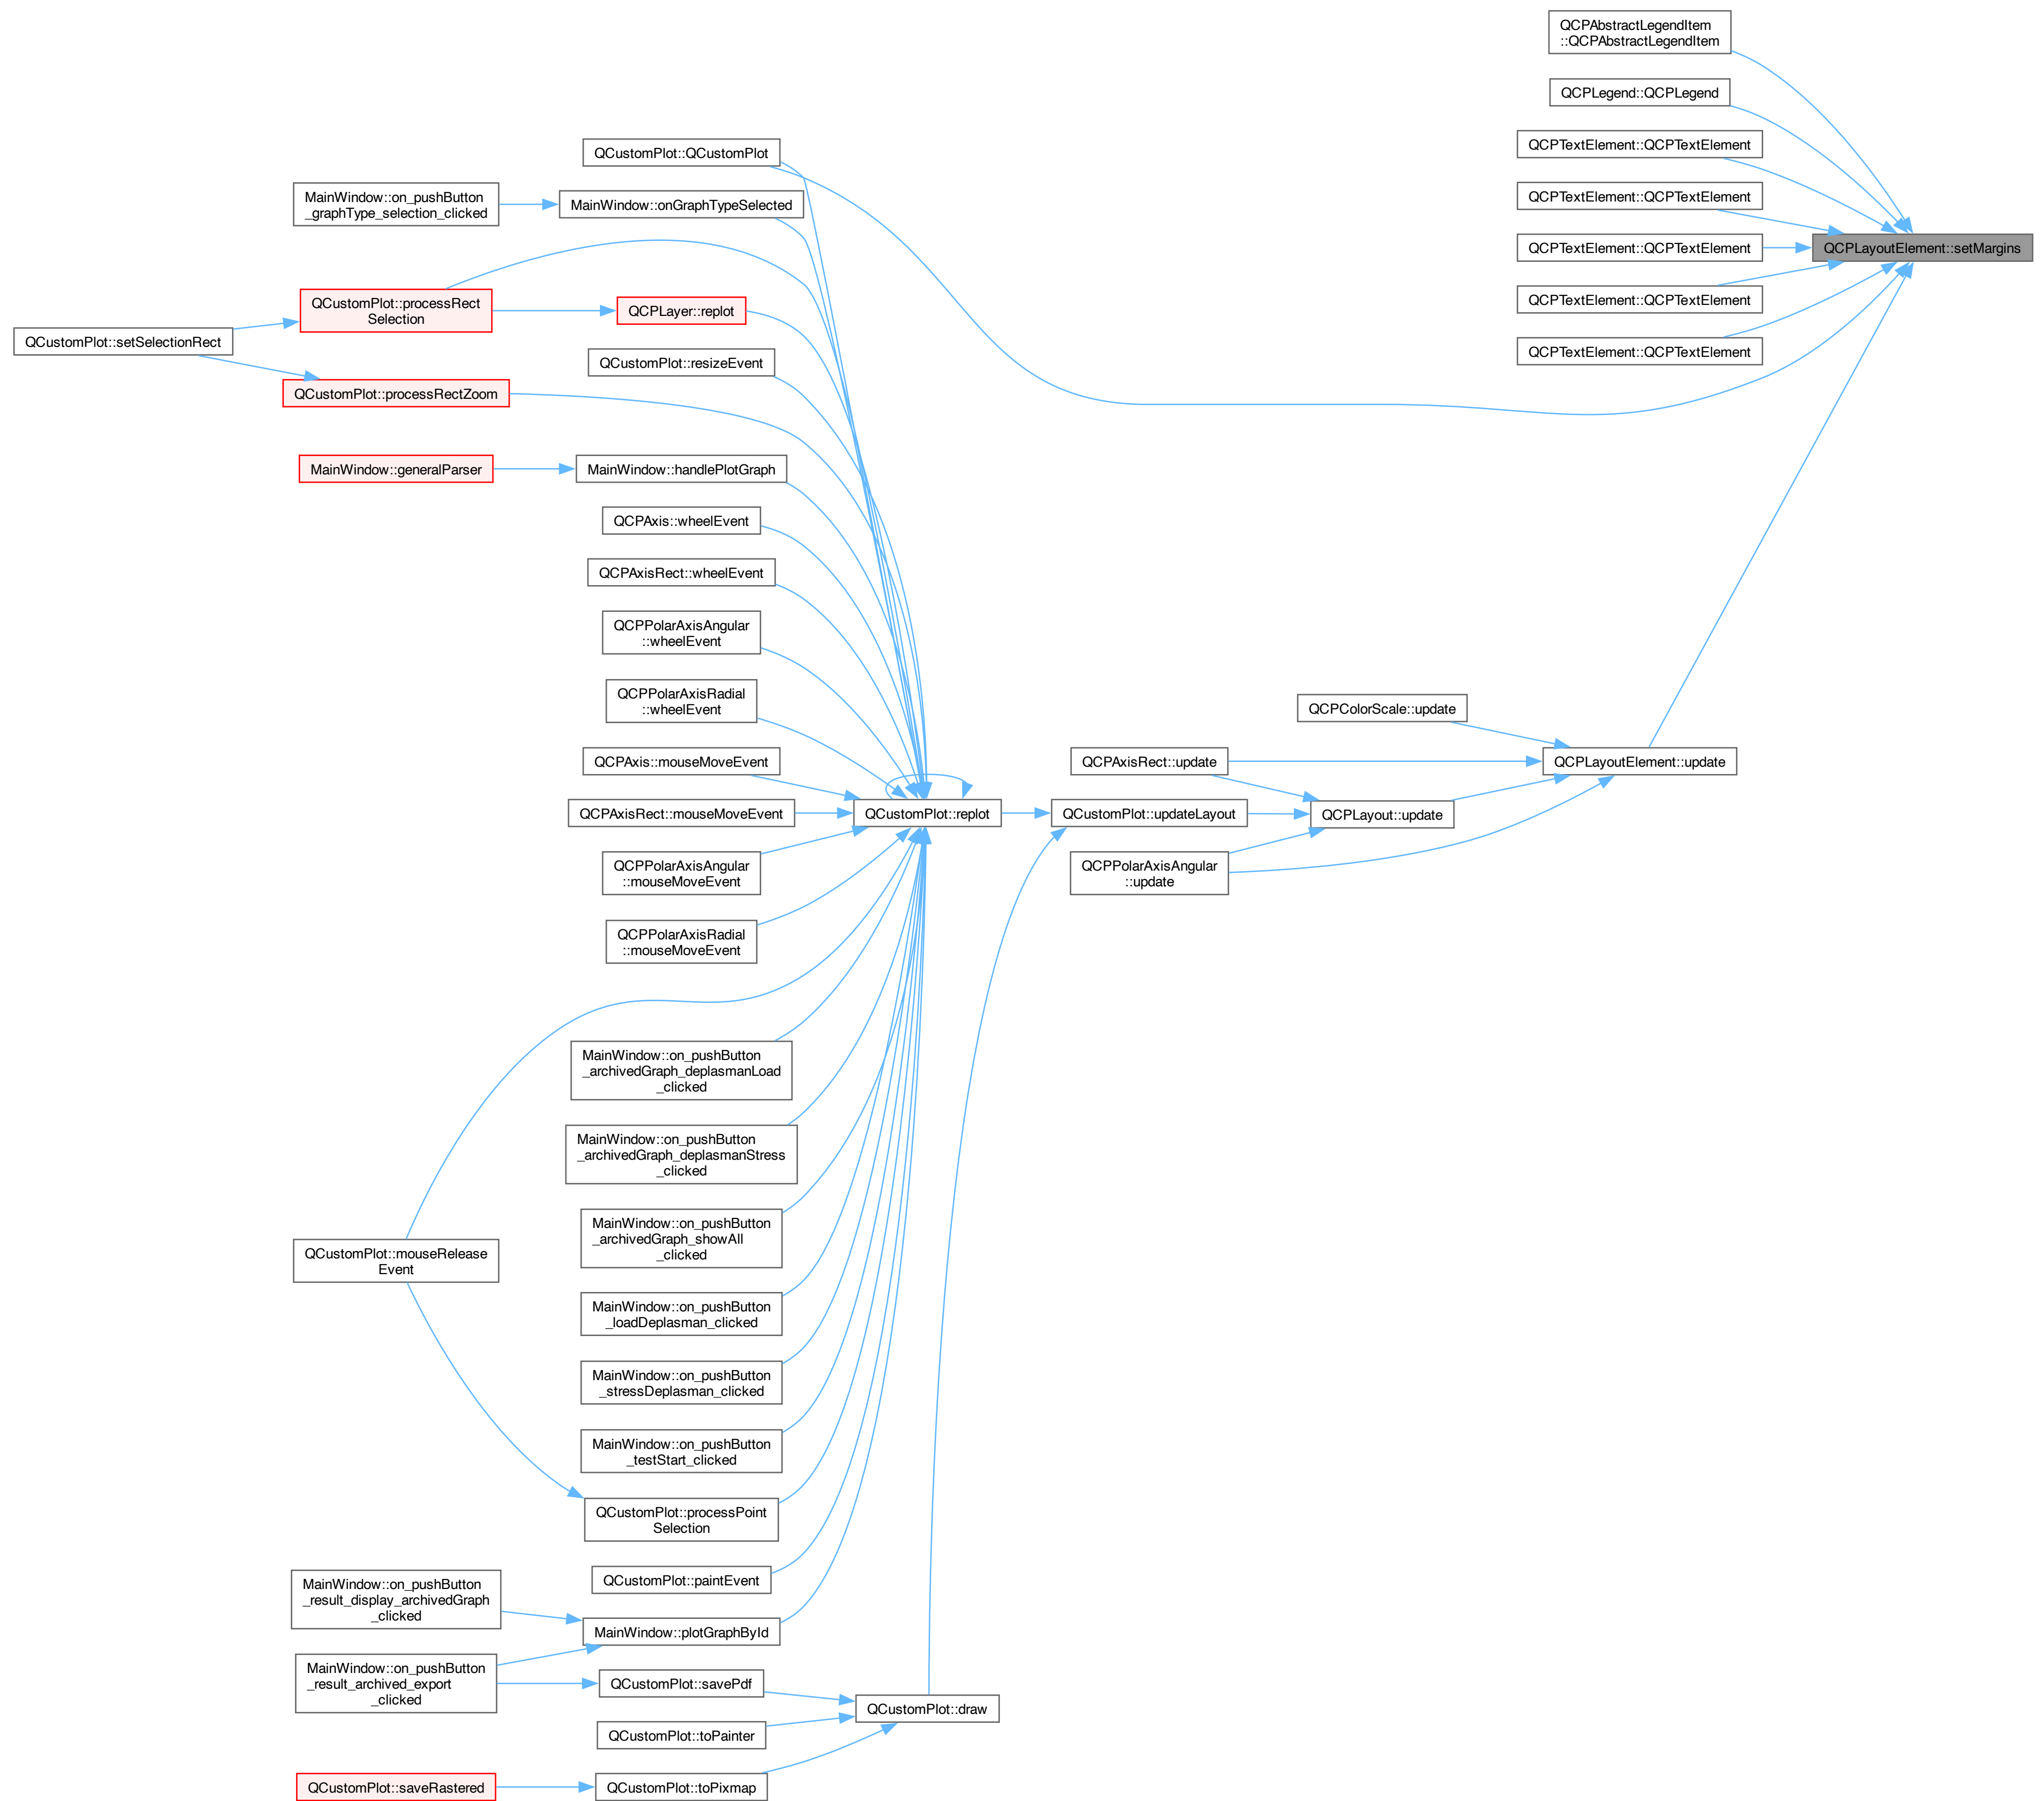 QCPAbstractLegendItem
::QCPAbstractLegendItem
QCPLegend::QCPLegend
QCPTextElement::QCPTextElement
QCPTextElement::QCPTextElement
QCPTextElement::QCPTextElement
QCPTextElement::QCPTextElement
QCPTextElement::QCPTextElement
QCPLayoutElement::setMargins
QCustomPlot::QCustomPlot
MainWindow::on_pushButton
_graphType_selection_clicked
MainWindow::onGraphTypeSelected
QCustomPlot::processRect
Selection
QCPLayer::replot
QCustomPlot::setSelectionRect
QCustomPlot::resizeEvent
QCustomPlot::processRectZoom
MainWindow::generalParser
MainWindow::handlePlotGraph
QCPAxis::wheelEvent
QCPAxisRect::wheelEvent
QCPPolarAxisAngular
::wheelEvent
QCPPolarAxisRadial
::wheelEvent
QCPColorScale::update
QCPAxis::mouseMoveEvent
QCPAxisRect::update
QCPLayoutElement::update
QCPAxisRect::mouseMoveEvent
QCustomPlot::replot
QCustomPlot::updateLayout
QCPLayout::update
QCPPolarAxisAngular
::mouseMoveEvent
QCPPolarAxisAngular
::update
QCPPolarAxisRadial
::mouseMoveEvent
MainWindow::on_pushButton
_archivedGraph_deplasmanLoad
_clicked
MainWindow::on_pushButton
_archivedGraph_deplasmanStress
_clicked
MainWindow::on_pushButton
_archivedGraph_showAll
_clicked
QCustomPlot::mouseRelease
Event
MainWindow::on_pushButton
_loadDeplasman_clicked
MainWindow::on_pushButton
_stressDeplasman_clicked
MainWindow::on_pushButton
_testStart_clicked
QCustomPlot::processPoint
Selection
QCustomPlot::paintEvent
MainWindow::on_pushButton
_result_display_archivedGraph
_clicked
MainWindow::plotGraphById
MainWindow::on_pushButton
_result_archived_export
_clicked
QCustomPlot::savePdf
QCustomPlot::draw
QCustomPlot::toPainter
QCustomPlot::saveRastered
QCustomPlot::toPixmap